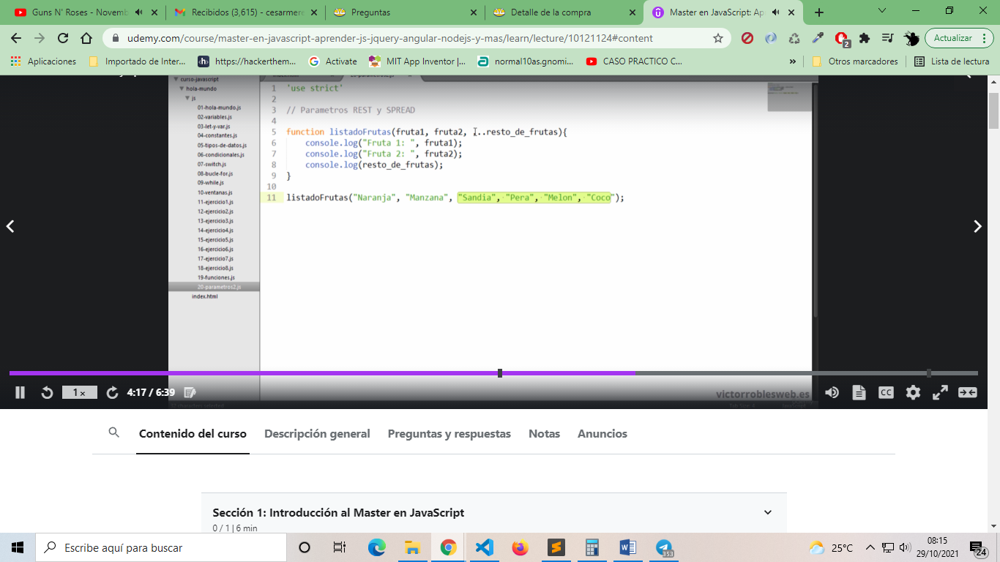 Guns N' Roses - Novemb
Recibidos (3,615) - cesarmere
Preguntas
Detalle de la compra
Master en JavaScript: Ap
udemy.com/course/master-en-javascript-aprender-js-jquery-angular-nodejs-y-mas/learn/lecture/10121124#content
2
Actualizar
Aplicaciones
Importado de Inter...
https://hackerthem...
Activate
MIT App Inventor |...
normal10as.gnomi...
CASO PRACTICO C...
»
Otros marcadores
Lista de lectura
curso-javascript
hola-mundo
js
01-hola-mundo.js
02-variables.js
03-let-y-var.js
04-constantes.js
05-tipos-de-datos.js
06-condicionales.js
07-switch.js
08-bucle-for.js
09-while.js
10-ventanas.js
11-ejercicio1.js
12-ejercicio2.js
13-ejercicio3.js
14-ejercicio4.js
15-ejercicio5.js
16-ejercicio6.js
17-ejercicio7.js
18-ejercicio8.js
19-funciones.js
20-parametros2.js
index.html
1 'use strict'
2
3 // Parametros REST y SPREAD
4
5 function listadoFrutas(fruta1, fruta2, ...resto_de_frutas){
6 console.log("Fruta 1: ", fruta1);
7 console.log("Fruta 2: ", fruta2);
8 console.log(resto_de_frutas);
9 }
10
11 listadoFrutas("Naranja", "Manzana", "Sandia", "Pera", "Melon", "Coco");
victorroblesweb.es
1 x
4:17 / 6:39
CC
Contenido del curso
Descripción general
Preguntas y respuestas
Notas
Anuncios
Sección 1: Introducción al Master en JavaScript
0 / 1 | 6 min
Escribe aquí para buscar
353
25°C
08:15
29/10/2021
24